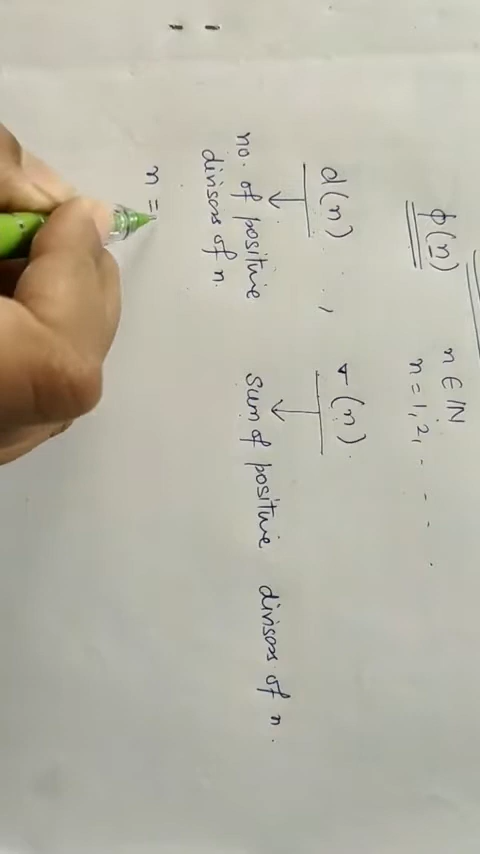 φ(n) n ∈ IN
n = 1, 2, - - - .
d(n) , σ(n).
no. of positive
divisors of n.
sum of positive divisors of n.
n =